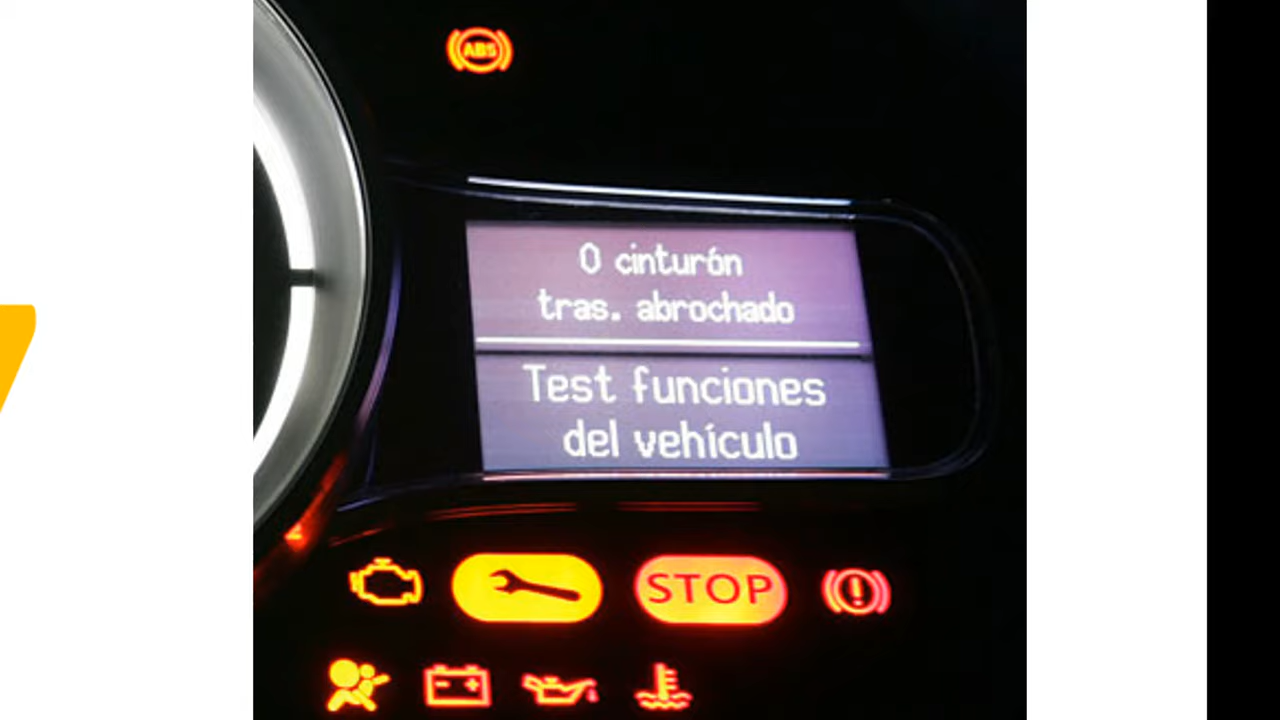 ABS
0 cinturón
tras. abrochado
Test funciones
del vehículo
STOP